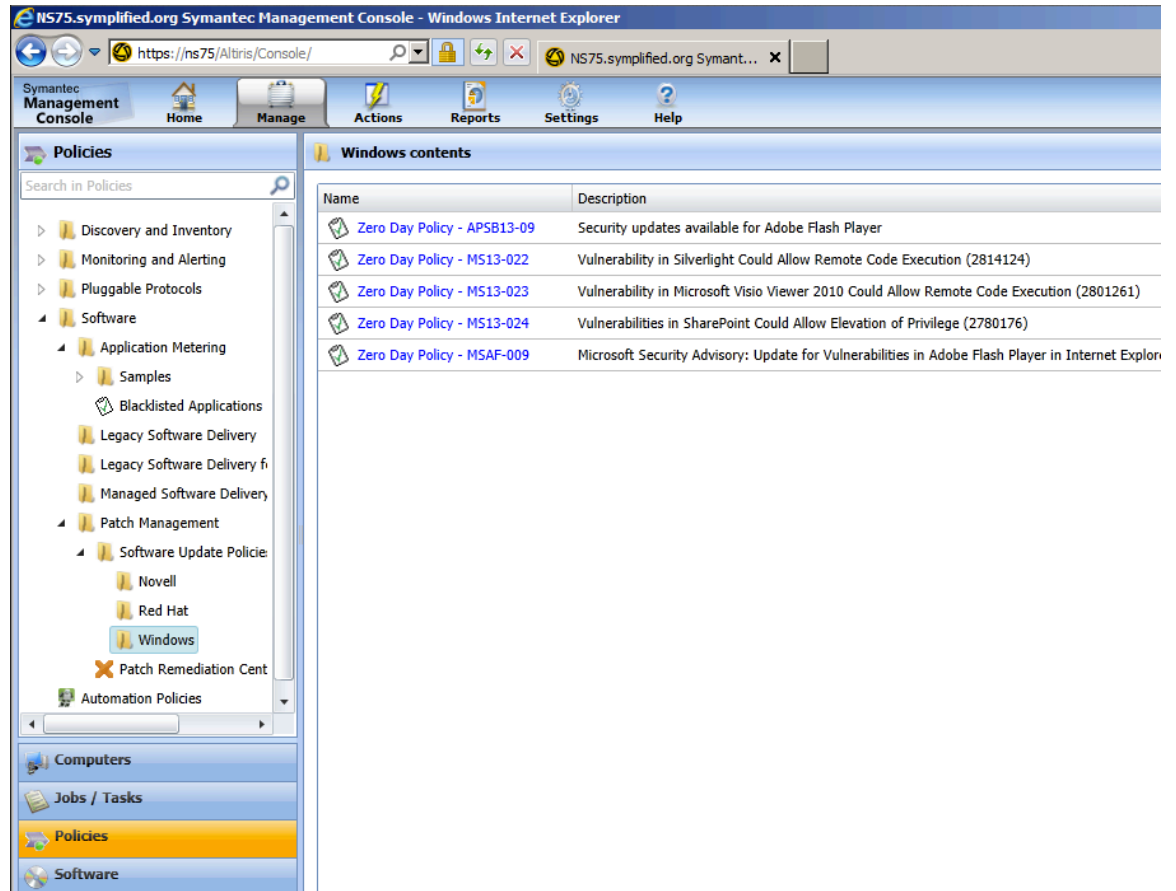 NS75.symplified.org Symantec Management Console - Windows Internet Explorer
https://ns75/Altiris/Console/
NS75.symplified.org Symant...
Symantec
Management
Console
Home
Manage
Actions
Reports
Settings
Help
Policies
Search in Policies
Discovery and Inventory
Monitoring and Alerting
Pluggable Protocols
Software
Application Metering
Samples
Blacklisted Applications
Legacy Software Delivery
Legacy Software Delivery f
Managed Software Delivery
Patch Management
Software Update Policie
Novell
Red Hat
Windows
Patch Remediation Cent
Automation Policies
Computers
Jobs / Tasks
Policies
Software
Windows contents
Name Description
Zero Day Policy - APSB13-09 Security updates available for Adobe Flash Player
Zero Day Policy - MS13-022 Vulnerability in Silverlight Could Allow Remote Code Execution (2814124)
Zero Day Policy - MS13-023 Vulnerability in Microsoft Visio Viewer 2010 Could Allow Remote Code Execution (2801261)
Zero Day Policy - MS13-024 Vulnerabilities in SharePoint Could Allow Elevation of Privilege (2780176)
Zero Day Policy - MSAF-009 Microsoft Security Advisory: Update for Vulnerabilities in Adobe Flash Player in Internet Explor